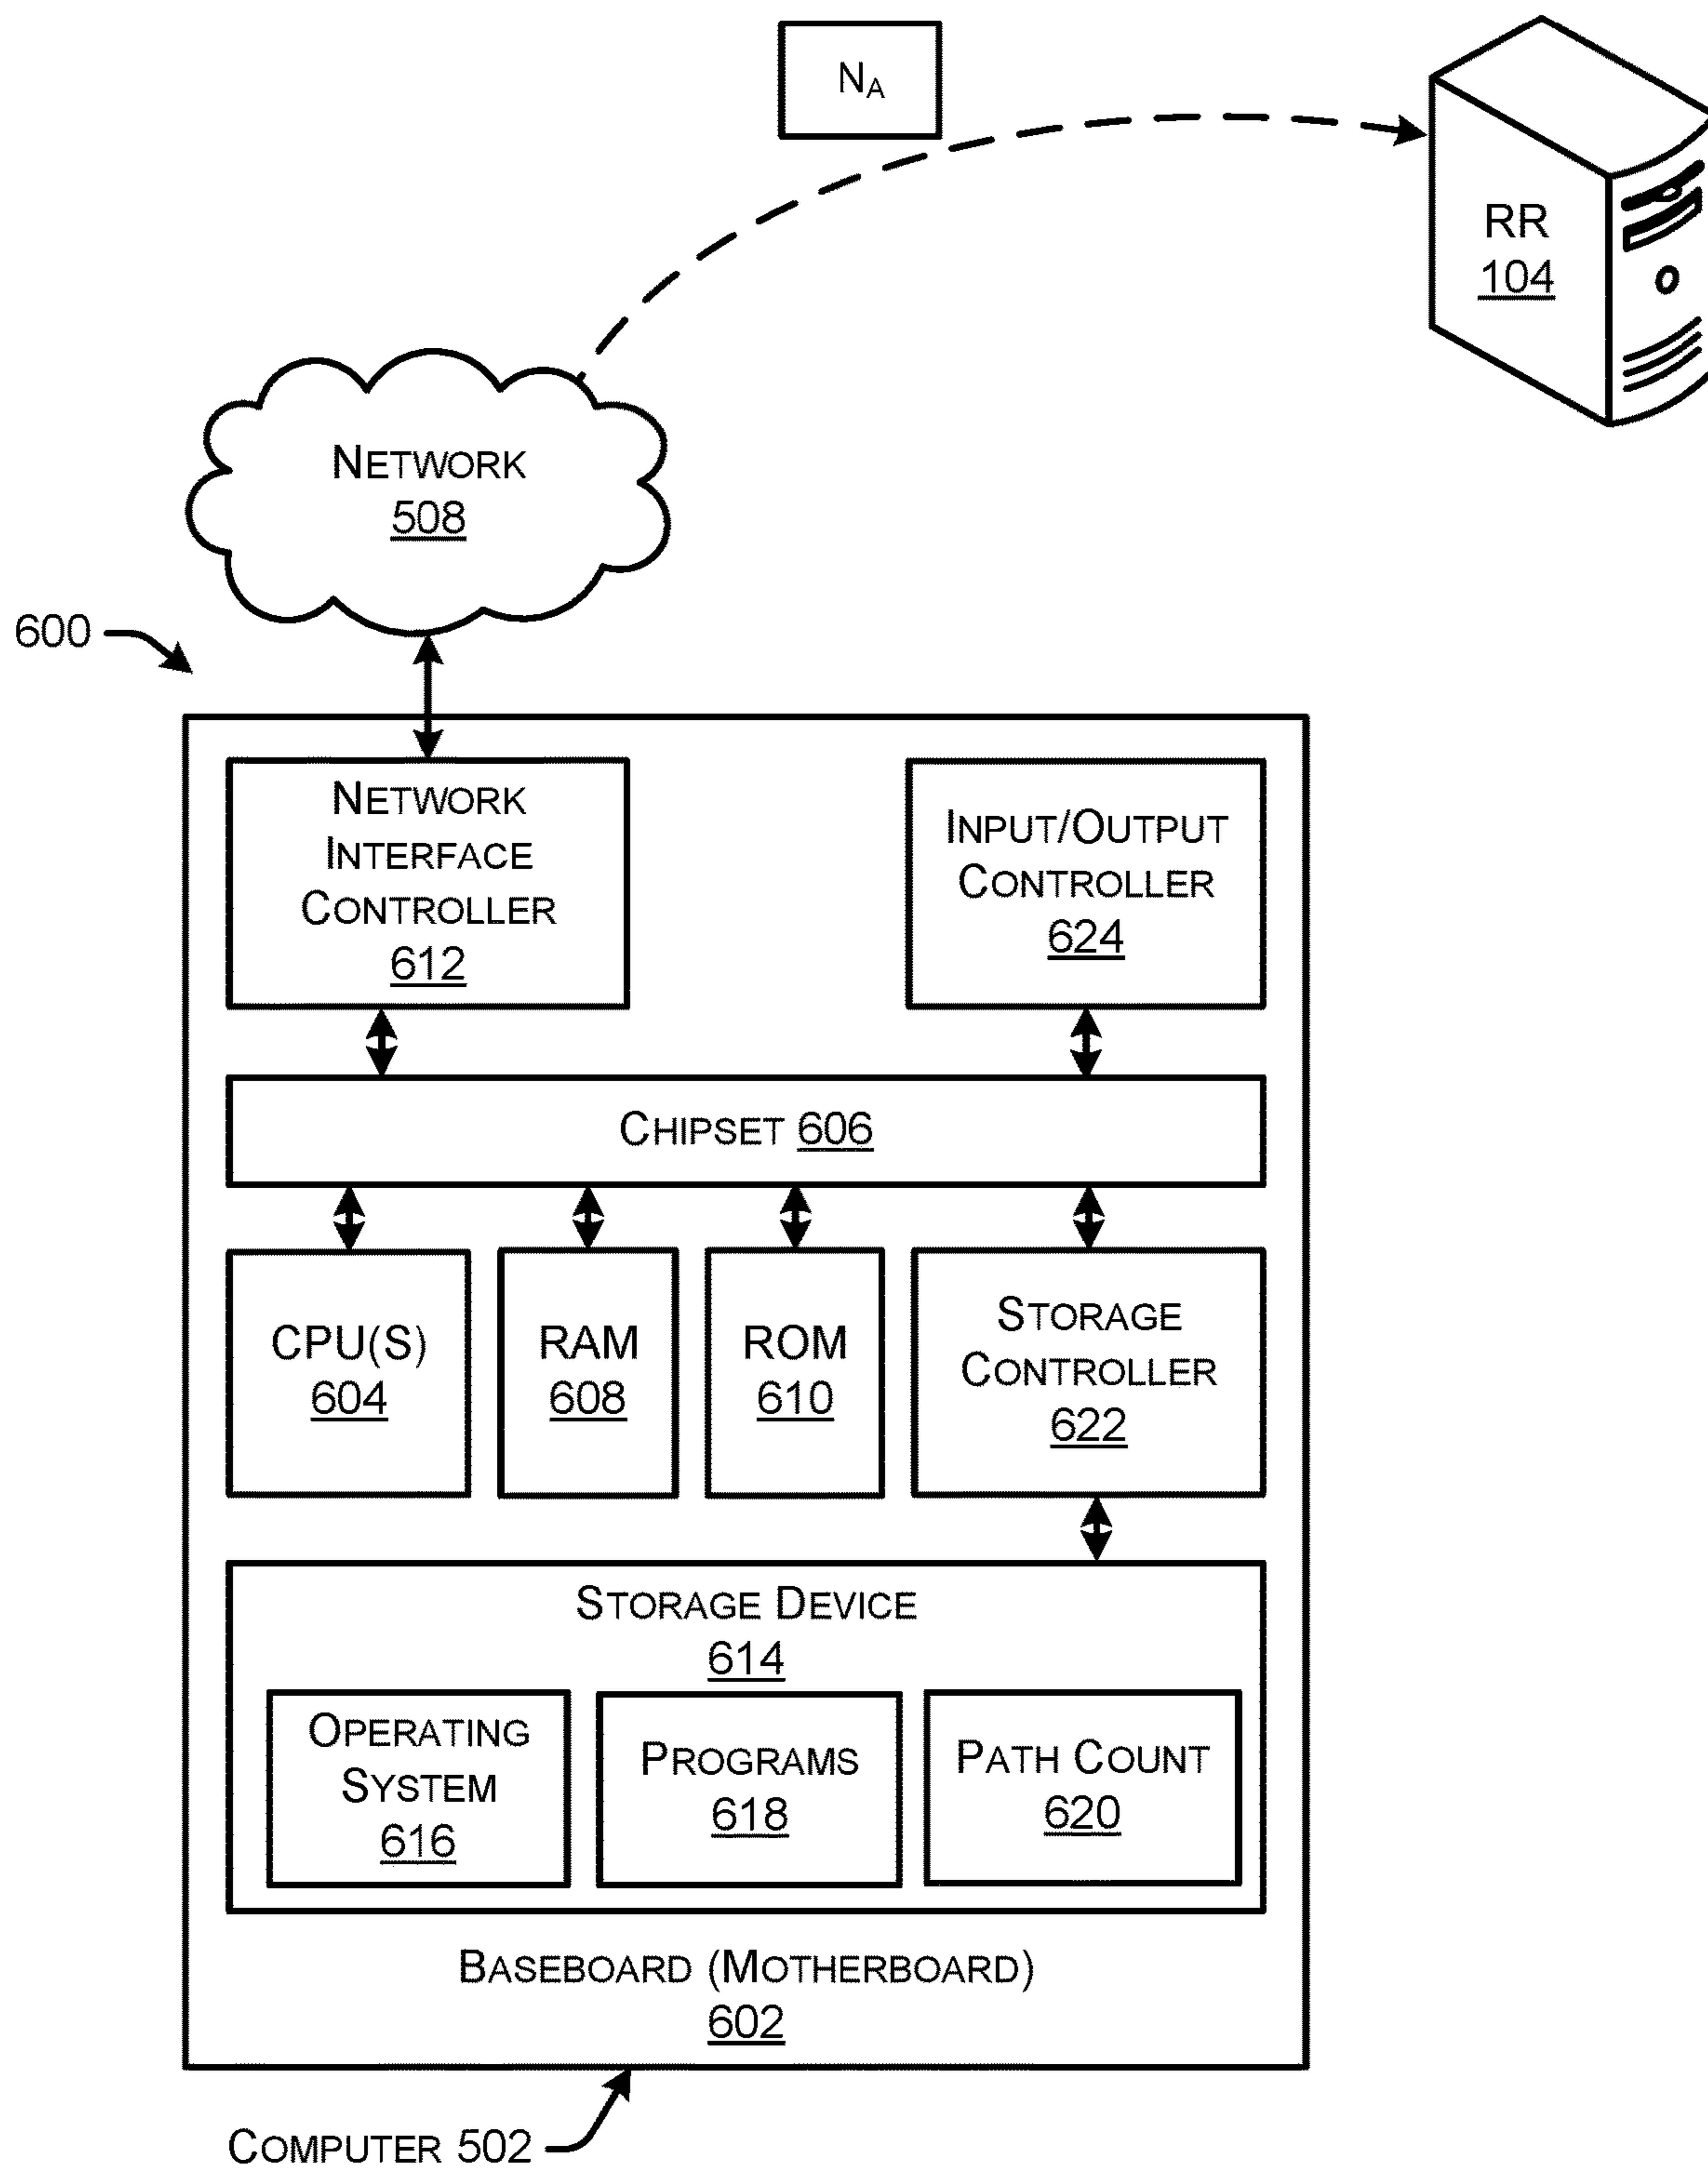 NA
RR
104
NETWORK
508
600
NETWORK
INTERFACE
CONTROLLER
612
INPUT/OUTPUT
CONTROLLER
624
CHIPSET 606
CPU(S)
604
RAM
608
ROM
610
STORAGE
CONTROLLER
622
STORAGE DEVICE
614
OPERATING
SYSTEM
616
PROGRAMS
618
PATH COUNT
620
BASEBOARD (MOTHERBOARD)
602
COMPUTER 502